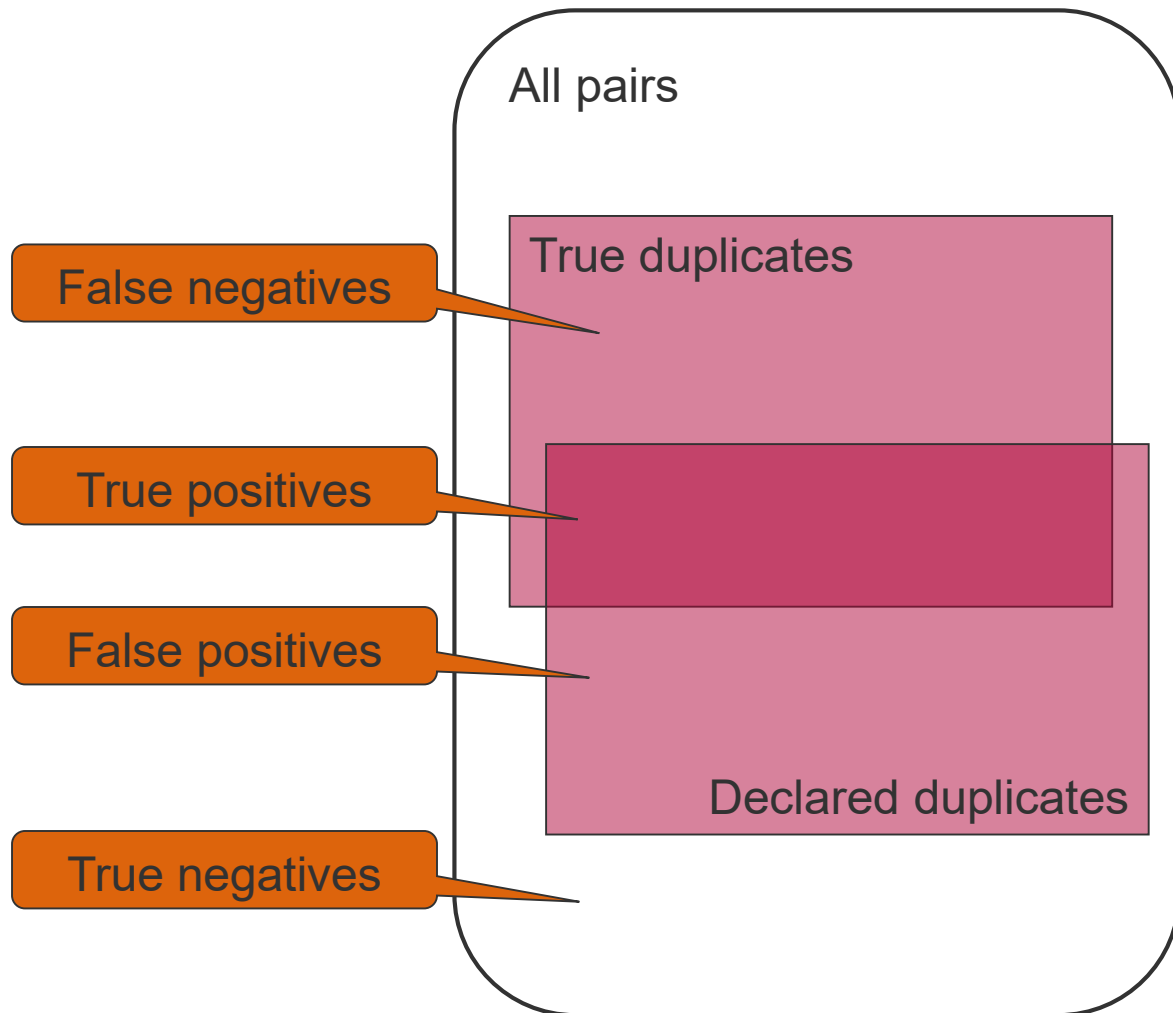 All pairs
True duplicates
False negatives
True positives
False positives
Declared duplicates
True negatives